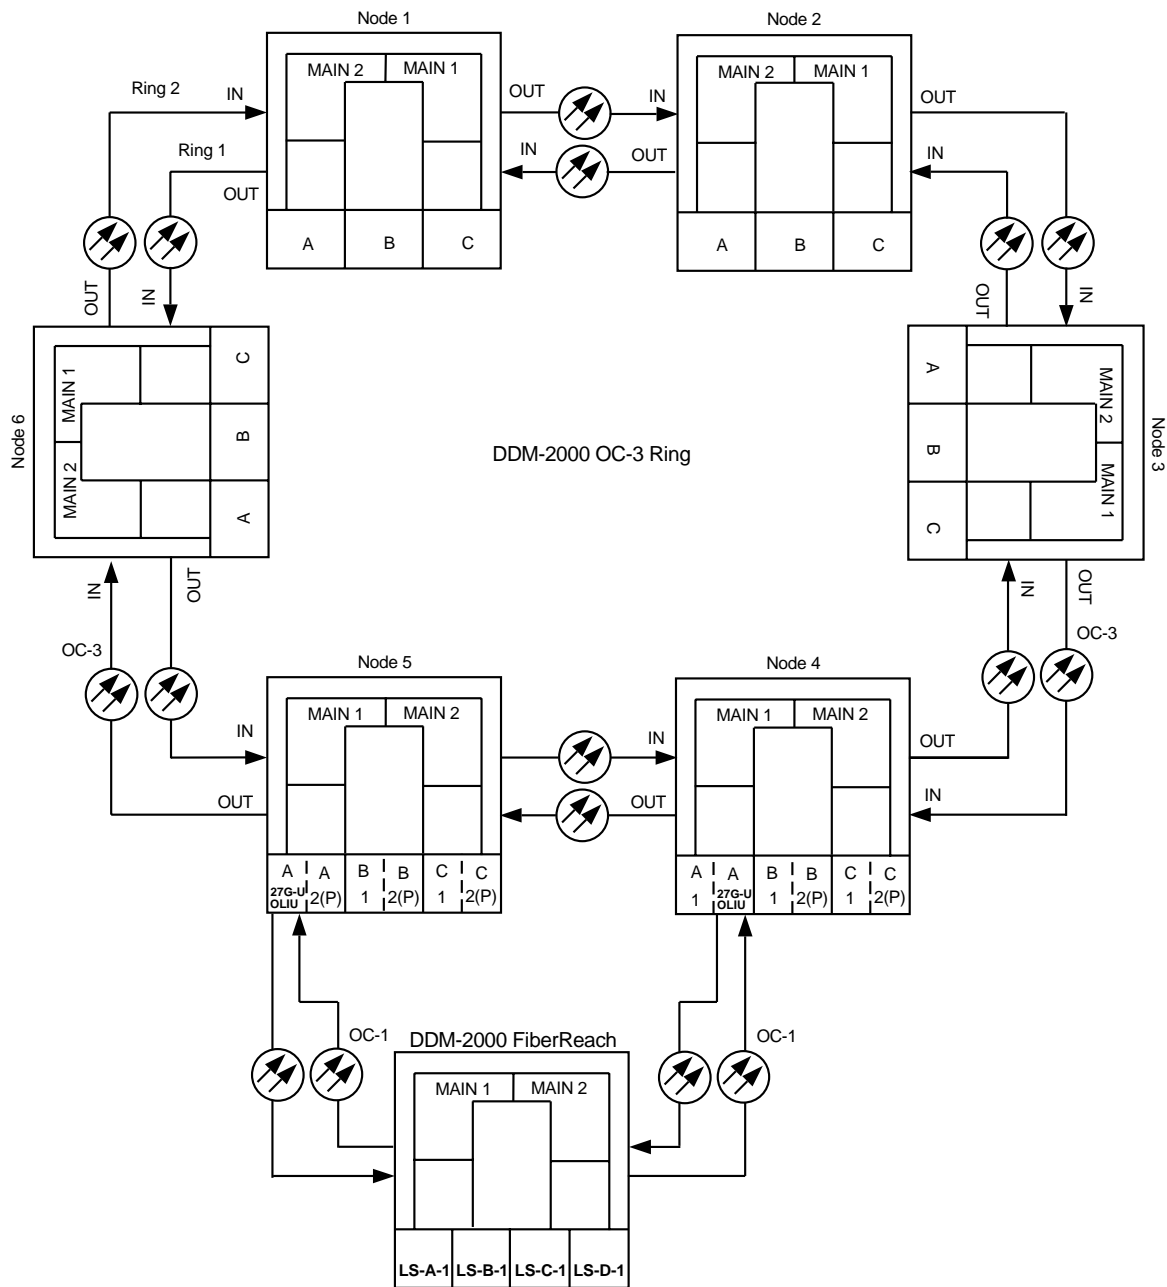 Node 1
Node 2
MAIN 2
MAIN 1
MAIN 2
MAIN 1
Ring 2
IN
OUT
IN
OUT
Ring 1
OUT
IN
OUT
IN
A
B
C
A
B
C
OUT
IN
OUT
IN
Node 6
MAIN 1
MAIN 2
C
B
A
DDM-2000 OC-3 Ring
A
B
C
MAIN 2
MAIN 1
Node 3
IN
OUT
IN
OUT
OC-3
OC-3
Node 5
Node 4
MAIN 1
MAIN 2
MAIN 1
MAIN 2
IN
IN
OUT
OUT
OUT
IN
A
27G-U
OLIU
A
2(P)
B
1
B
2(P)
C
1
C
2(P)
A
1
A
27G-U
OLIU
B
1
B
2(P)
C
1
C
2(P)
OC-1
DDM-2000 FiberReach
OC-1
MAIN 1
MAIN 2
LS-A-1
LS-B-1
LS-C-1
LS-D-1